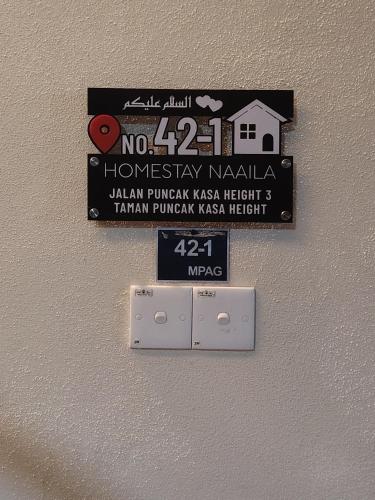 السلام عليكم
NO. 42-1
HOMESTAY NAAILA
JALAN PUNCAK KASA HEIGHT 3
TAMAN PUNCAK KASA HEIGHT
42-1
MPAG